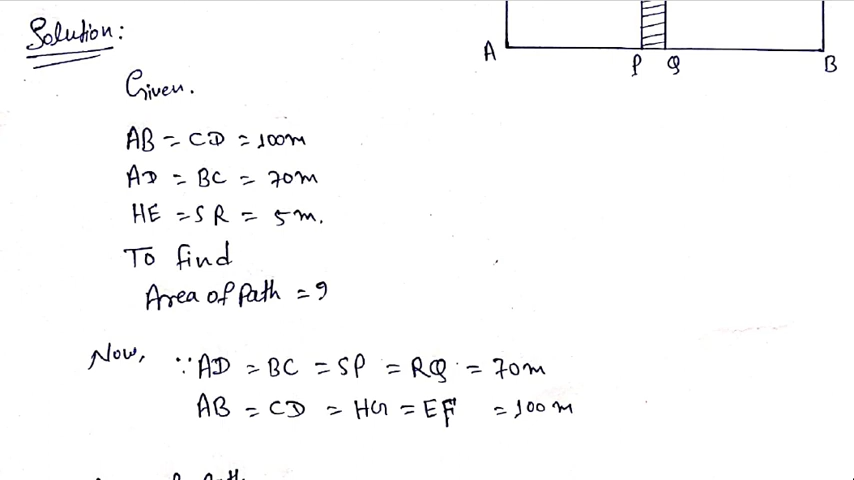 Solution:
A P Q B
Given.
AB = CD = 100m
AD = BC = 70m
HE = SR = 5m.
To find
Area of Path = ?
Now, ∵ AD = BC = SP = RQ = 70m
AB = CD = HG = EF = 100m